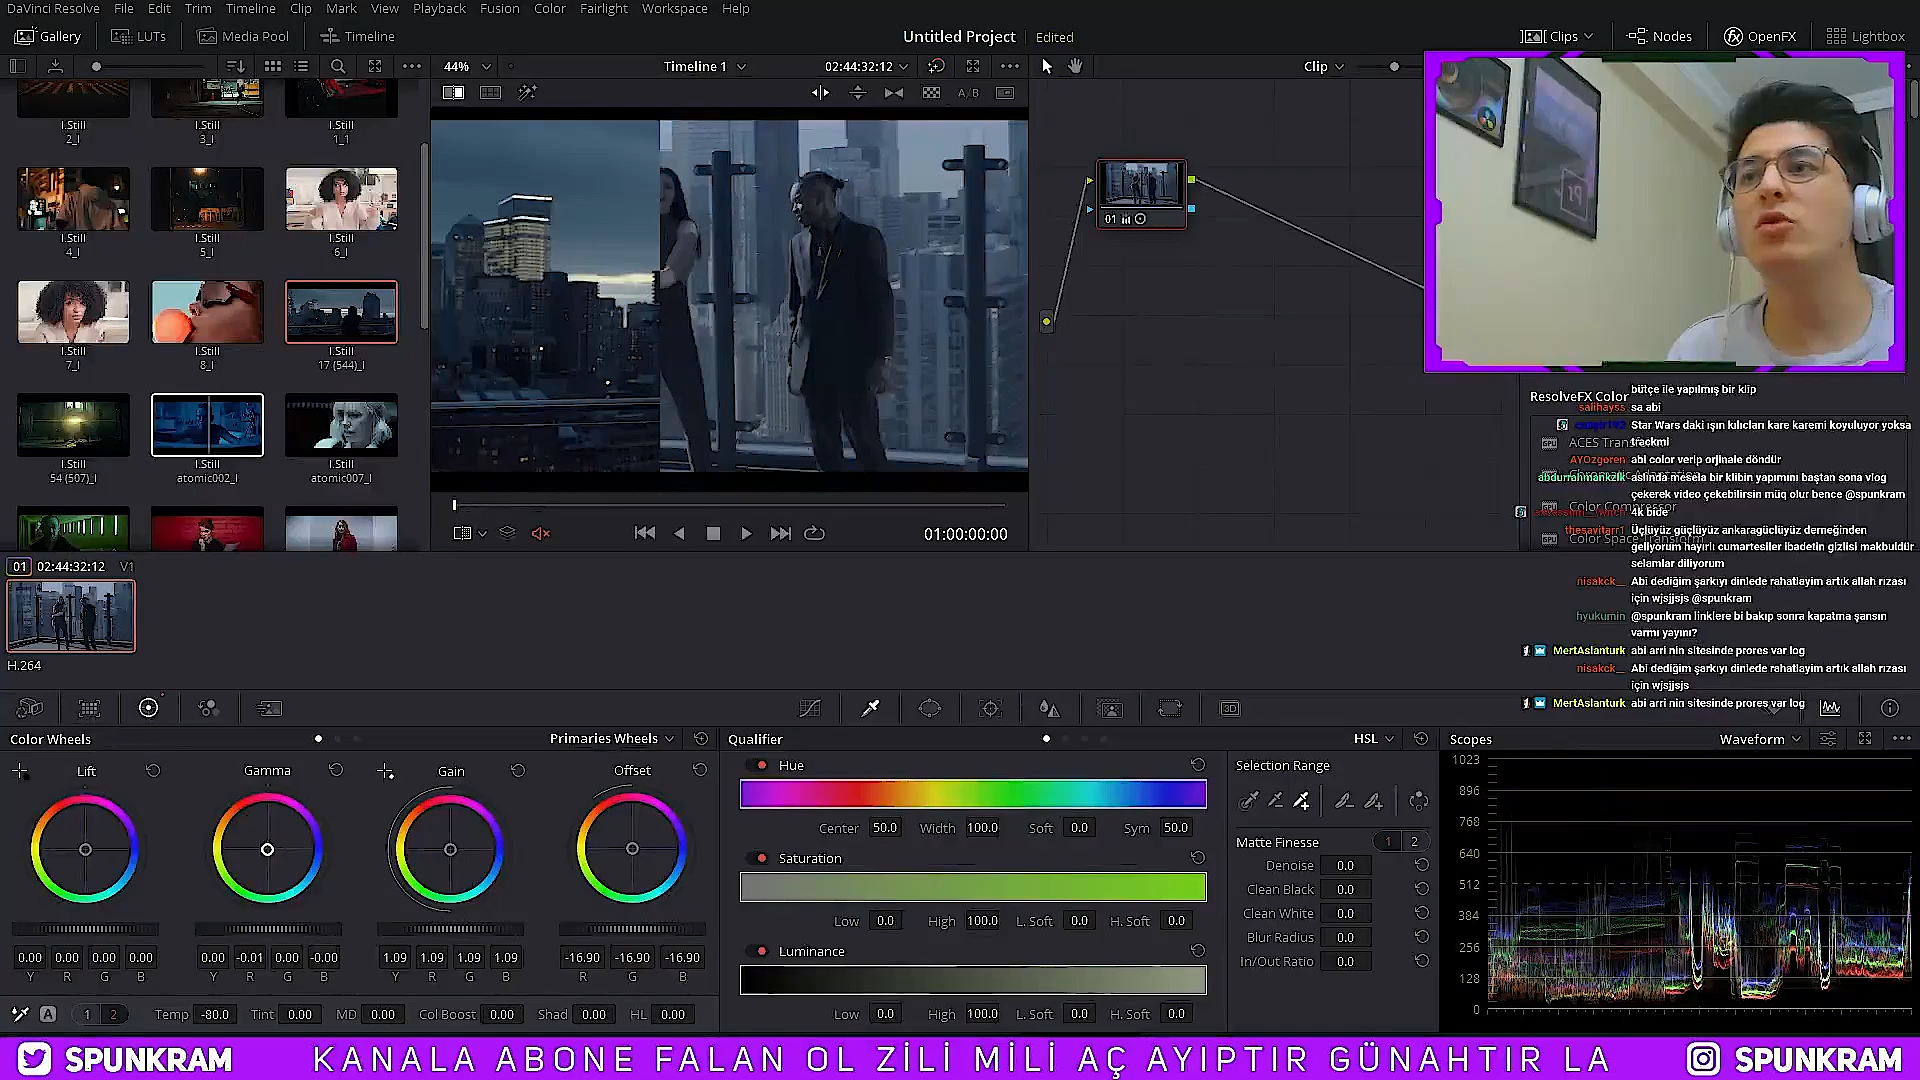 DaVinci Resolve File Edit Trim Timeline Clip Mark View Playback Fusion Color Fairlight Workspace Help
Gallery LUTs Media Pool Timeline Untitled Project Edited Clips Nodes OpenFX Lightbox
44% Timeline 1 02:44:32:12 Clip
A/B
I.Still I.Still I.Still
2_I 3_I 1_1
I.Still I.Still I.Still
4_I 5_I 6_I
I.Still I.Still I.Still
7_I 8_I 17 (544)_I
I.Still I.Still I.Still
54 (507)_I atomic002_I atomic007_I
01
01:00:00:00
ResolveFX Color
ACES Trans
Chromatic Adaptation
Color Compressor
Color Space Transform
bütçe ile yapılmış bir klip
salihayss sa abi
Star Wars daki ışın kılıcları kare karemi koyuluyor yoksa
trackmi
AYOzgoren abi color verip orjinale döndür
abdurrahmankzlk aslında mesela bir klibin yapımını baştan sona vlog
çekerek video çekebilirsin müq olur bence @spunkram
4k bide
thesavitarr1 Üçlüyüz güçlüyüz ankaragüclüyüz derneğinden
geliyorum hayırlı cumartesiler ibadetin gizlisi makbuldür
selamlar diliyorum
nisakck__ Abi dediğim şarkıyı dinlede rahatlayim artık allah rızası
için wjsjjsjs @spunkram
hyukumin @spunkram linklere bi bakıp sonra kapatma şansın
varmı yayını?
MertAslanturk abi arri nin sitesinde prores var log
nisakck__ Abi dediğim şarkıyı dinlede rahatlayim artık allah rızası
için wjsjjsjs
MertAslanturk abi arri nin sitesinde prores var log
01 02:44:32:12 V1
H.264
3D
Color Wheels Primaries Wheels
Lift Gamma Gain Offset
0.00 0.00 0.00 0.00 0.00 -0.01 0.00 -0.00 1.09 1.09 1.09 1.09 -16.90 -16.90 -16.90
Y R G B Y R G B Y R G B R G B
A 1 2 Temp -80.0 Tint 0.00 MD 0.00 Col Boost 0.00 Shad 0.00 HL 0.00
Qualifier HSL
Hue
Center 50.0 Width 100.0 Soft 0.0 Sym 50.0
Saturation
Low 0.0 High 100.0 L. Soft 0.0 H. Soft 0.0
Luminance
Low 0.0 High 100.0 L. Soft 0.0 H. Soft 0.0
Selection Range
Matte Finesse 1 2
Denoise 0.0
Clean Black 0.0
Clean White 0.0
Blur Radius 0.0
In/Out Ratio 0.0
Scopes Waveform
1023
896
768
640
512
384
256
128
0
SPUNKRAM KANALA ABONE FALAN OL ZİLİ MİLİ AÇ AYIPTIR GÜNAHTIR LA SPUNKRAM